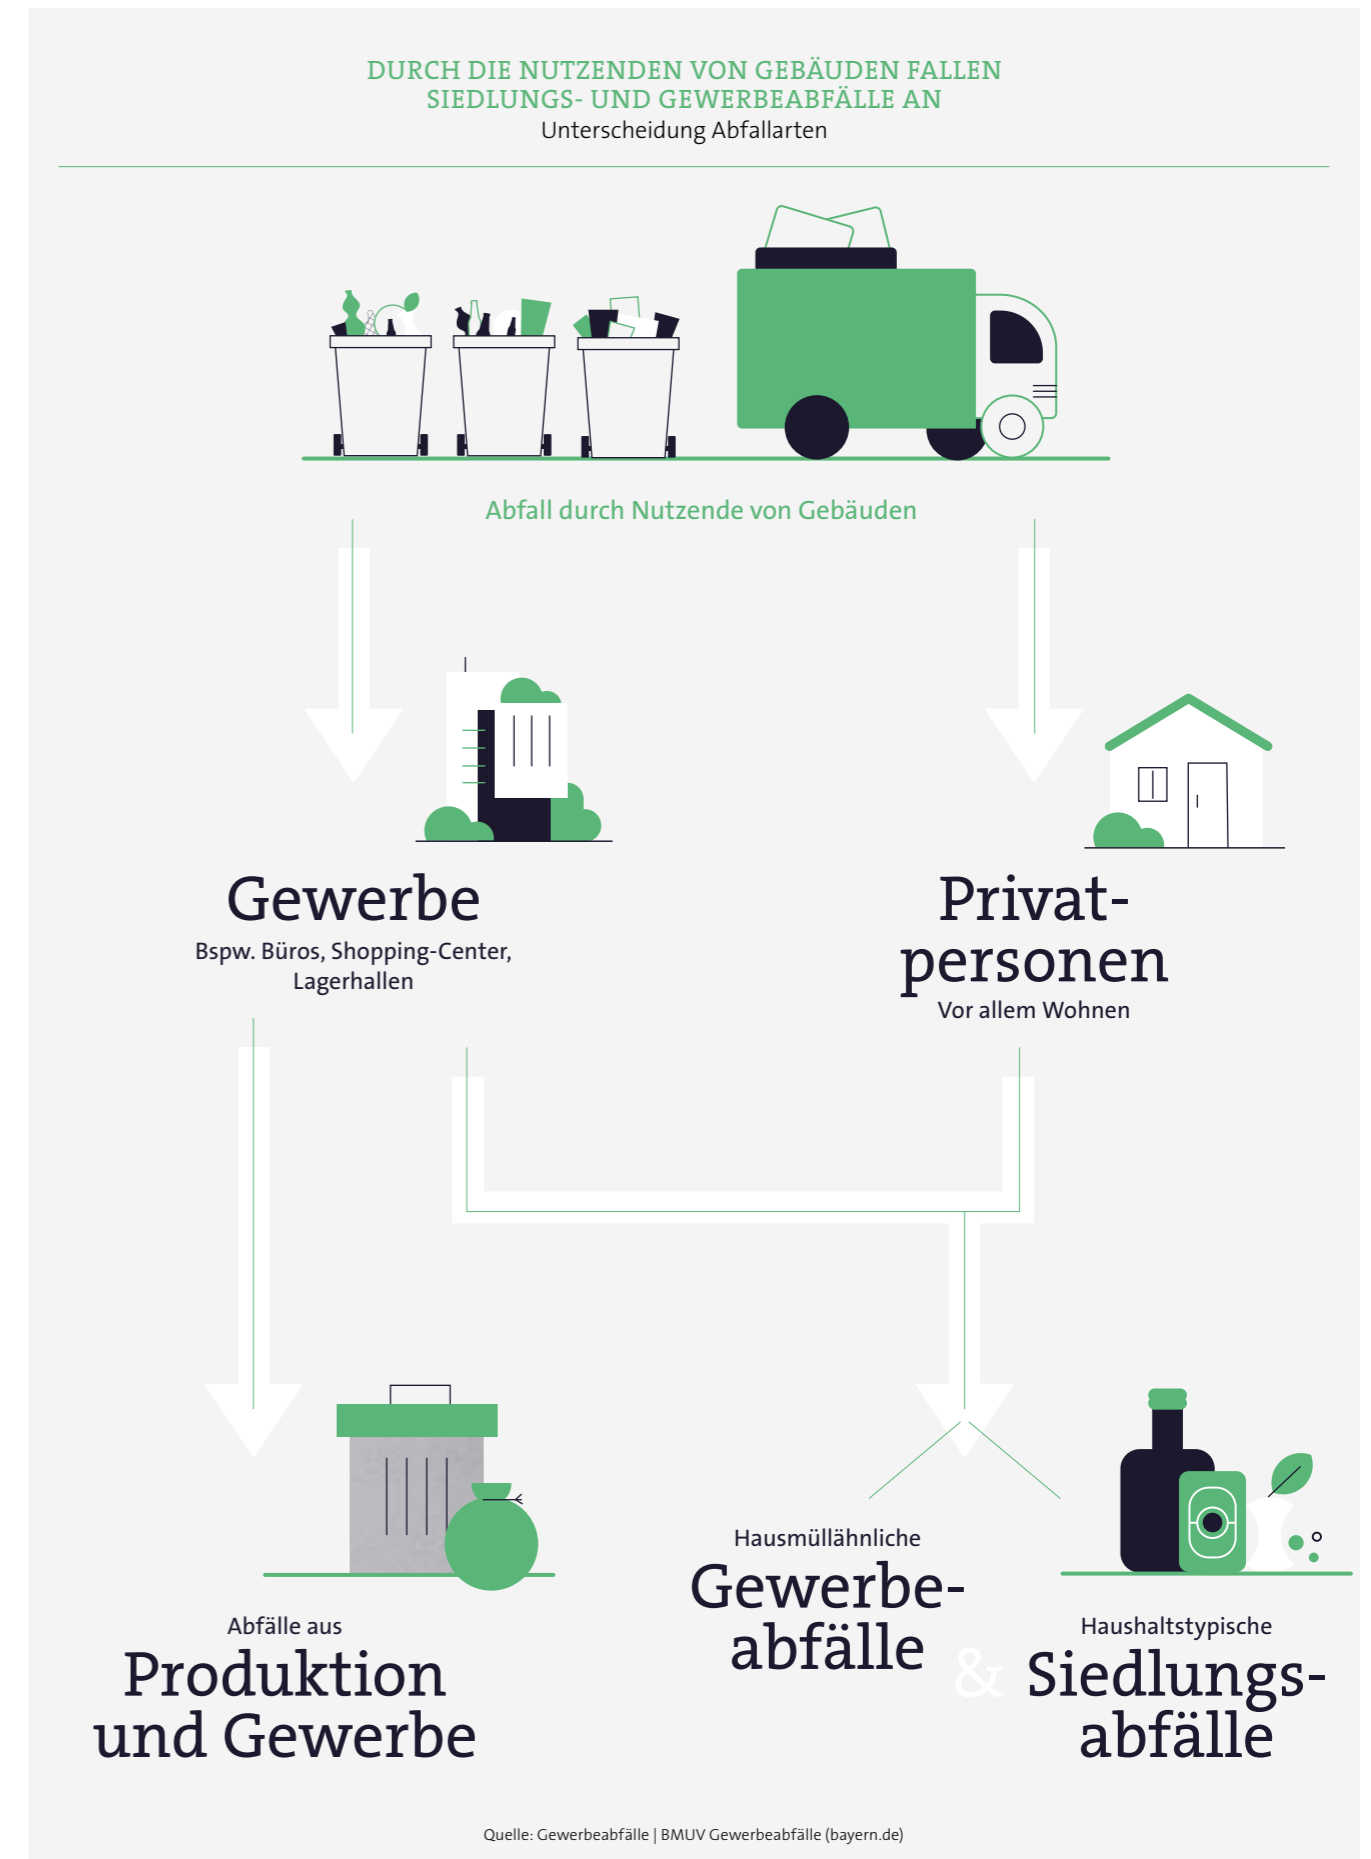 DURCH DIE NUTZENDEN VON GEBÄUDEN FALLEN
SIEDLUNGS- UND GEWERBEABFÄLLE AN
Unterscheidung Abfallarten
Abfall durch Nutzende von Gebäuden
Gewerbe
Bspw. Büros, Shopping-Center,
Lagerhallen
Privat-
personen
Vor allem Wohnen
Abfälle aus
Produktion
und Gewerbe
Hausmüllähnliche
Gewerbe-
abfälle
&
Haushaltstypische
Siedlungs-
abfälle
Quelle: Gewerbeabfälle | BMUV Gewerbeabfälle (bayern.de)